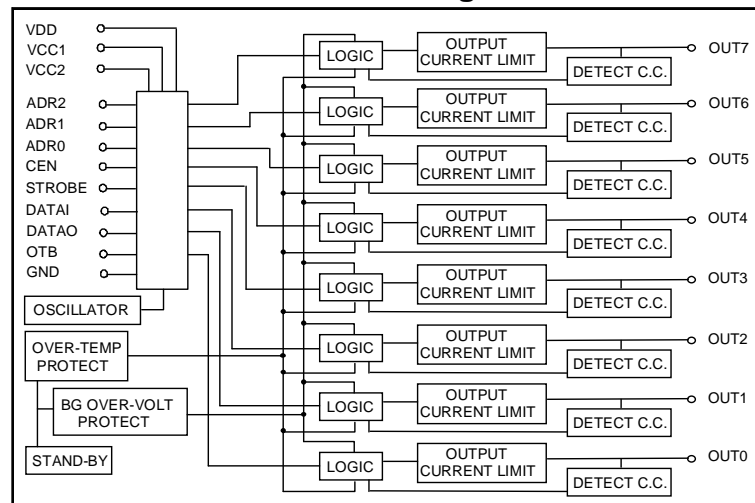 VDD
VCC1
VCC2
ADR2
ADR1
ADR0
CEN
STROBE
DATAI
DATAO
OTB
GND
OSCILLATOR
OVER-TEMP
PROTECT
BG OVER-VOLT
PROTECT
STAND-BY
LOGIC
OUTPUT
CURRENT LIMIT
DETECT C.C.
OUT7
LOGIC
OUTPUT
CURRENT LIMIT
DETECT C.C.
OUT6
LOGIC
OUTPUT
CURRENT LIMIT
DETECT C.C.
OUT5
LOGIC
OUTPUT
CURRENT LIMIT
DETECT C.C.
OUT4
LOGIC
OUTPUT
CURRENT LIMIT
DETECT C.C.
OUT3
LOGIC
OUTPUT
CURRENT LIMIT
DETECT C.C.
OUT2
LOGIC
OUTPUT
CURRENT LIMIT
DETECT C.C.
OUT1
LOGIC
OUTPUT
CURRENT LIMIT
DETECT C.C.
OUT0